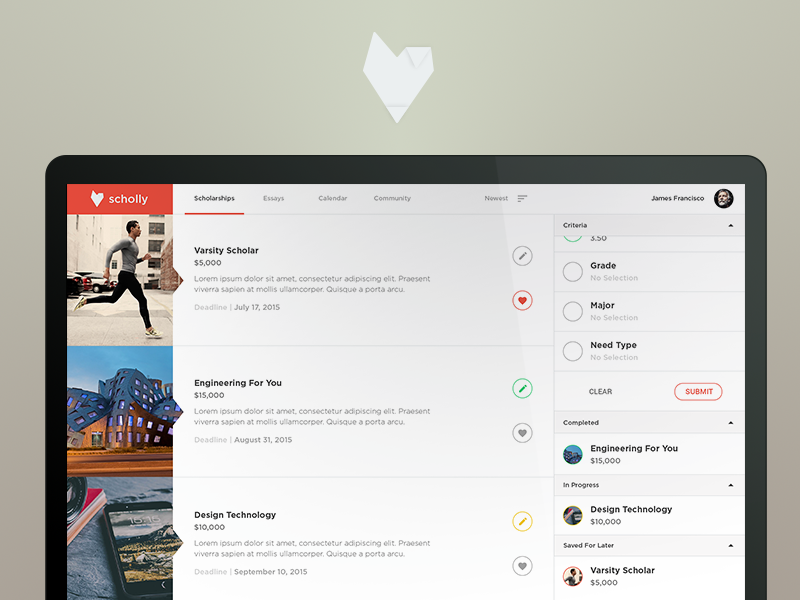 scholly
Scholarships
Essays
Calendar
Community
Newest
James Francisco
Varsity Scholar
$5,000
Lorem ipsum dolor sit amet, consectetur adipiscing elit. Praesent
viverra sapien at mollis ullamcorper. Quisque a porta arcu.
Deadline | July 17, 2015
Engineering For You
$15,000
Lorem ipsum dolor sit amet, consectetur adipiscing elit. Praesent
viverra sapien at mollis ullamcorper. Quisque a porta arcu.
Deadline | August 31, 2015
Design Technology
$10,000
Lorem ipsum dolor sit amet, consectetur adipiscing elit. Praesent
viverra sapien at mollis ullamcorper. Quisque a porta arcu.
Deadline | September 10, 2015
Criteria
3.50
Grade
No Selection
Major
No Selection
Need Type
No Selection
CLEAR
SUBMIT
Completed
Engineering For You
$15,000
In Progress
Design Technology
$10,000
Saved For Later
Varsity Scholar
$5,000